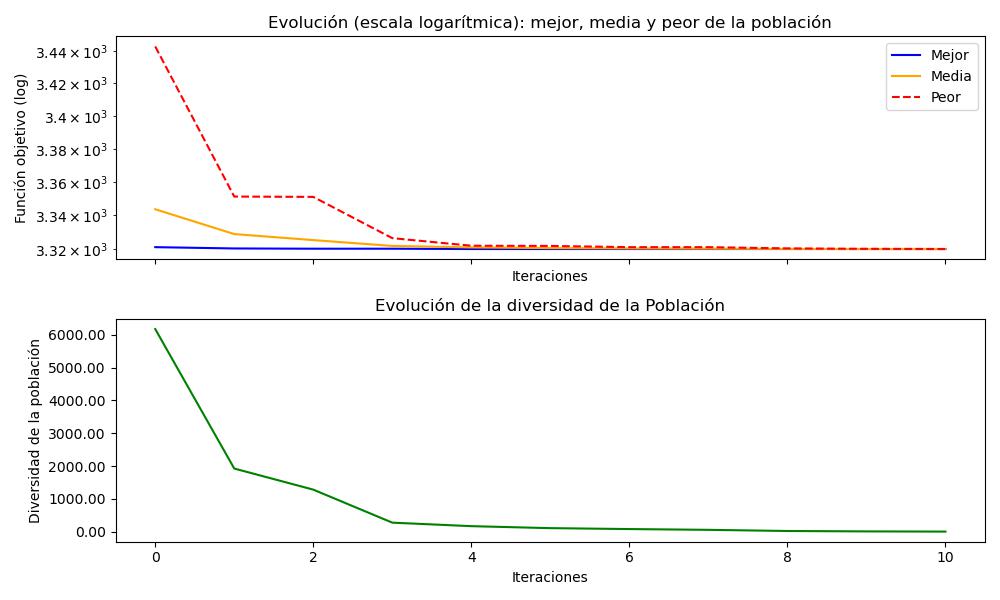 Evolución (escala logarítmica): mejor, media y peor de la población
Función objetivo (log)
3.44 × 10³
3.42 × 10³
3.4 × 10³
3.38 × 10³
3.36 × 10³
3.34 × 10³
3.32 × 10³
Mejor
Media
Peor
Iteraciones
Evolución de la diversidad de la Población
Diversidad de la población
6000.00
5000.00
4000.00
3000.00
2000.00
1000.00
0.00
0 2 4 6 8 10
Iteraciones